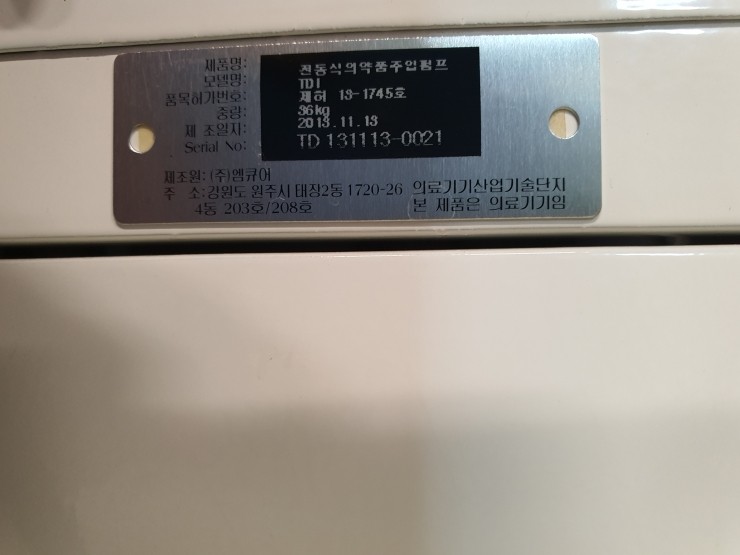 제품명: 전동식의약품주입펌프
모델명: TDI
품목허가번호: 제허 13-1745호
중량: 36kg
제 조일자: 2013.11.13
Serial No: TD 131113-0021
제조원: (주)엠큐어
주 소: 강원도 원주시 태장2동 1720-26 의료기기산업기술단지
4동 203호/208호 본 제품은 의료기기임